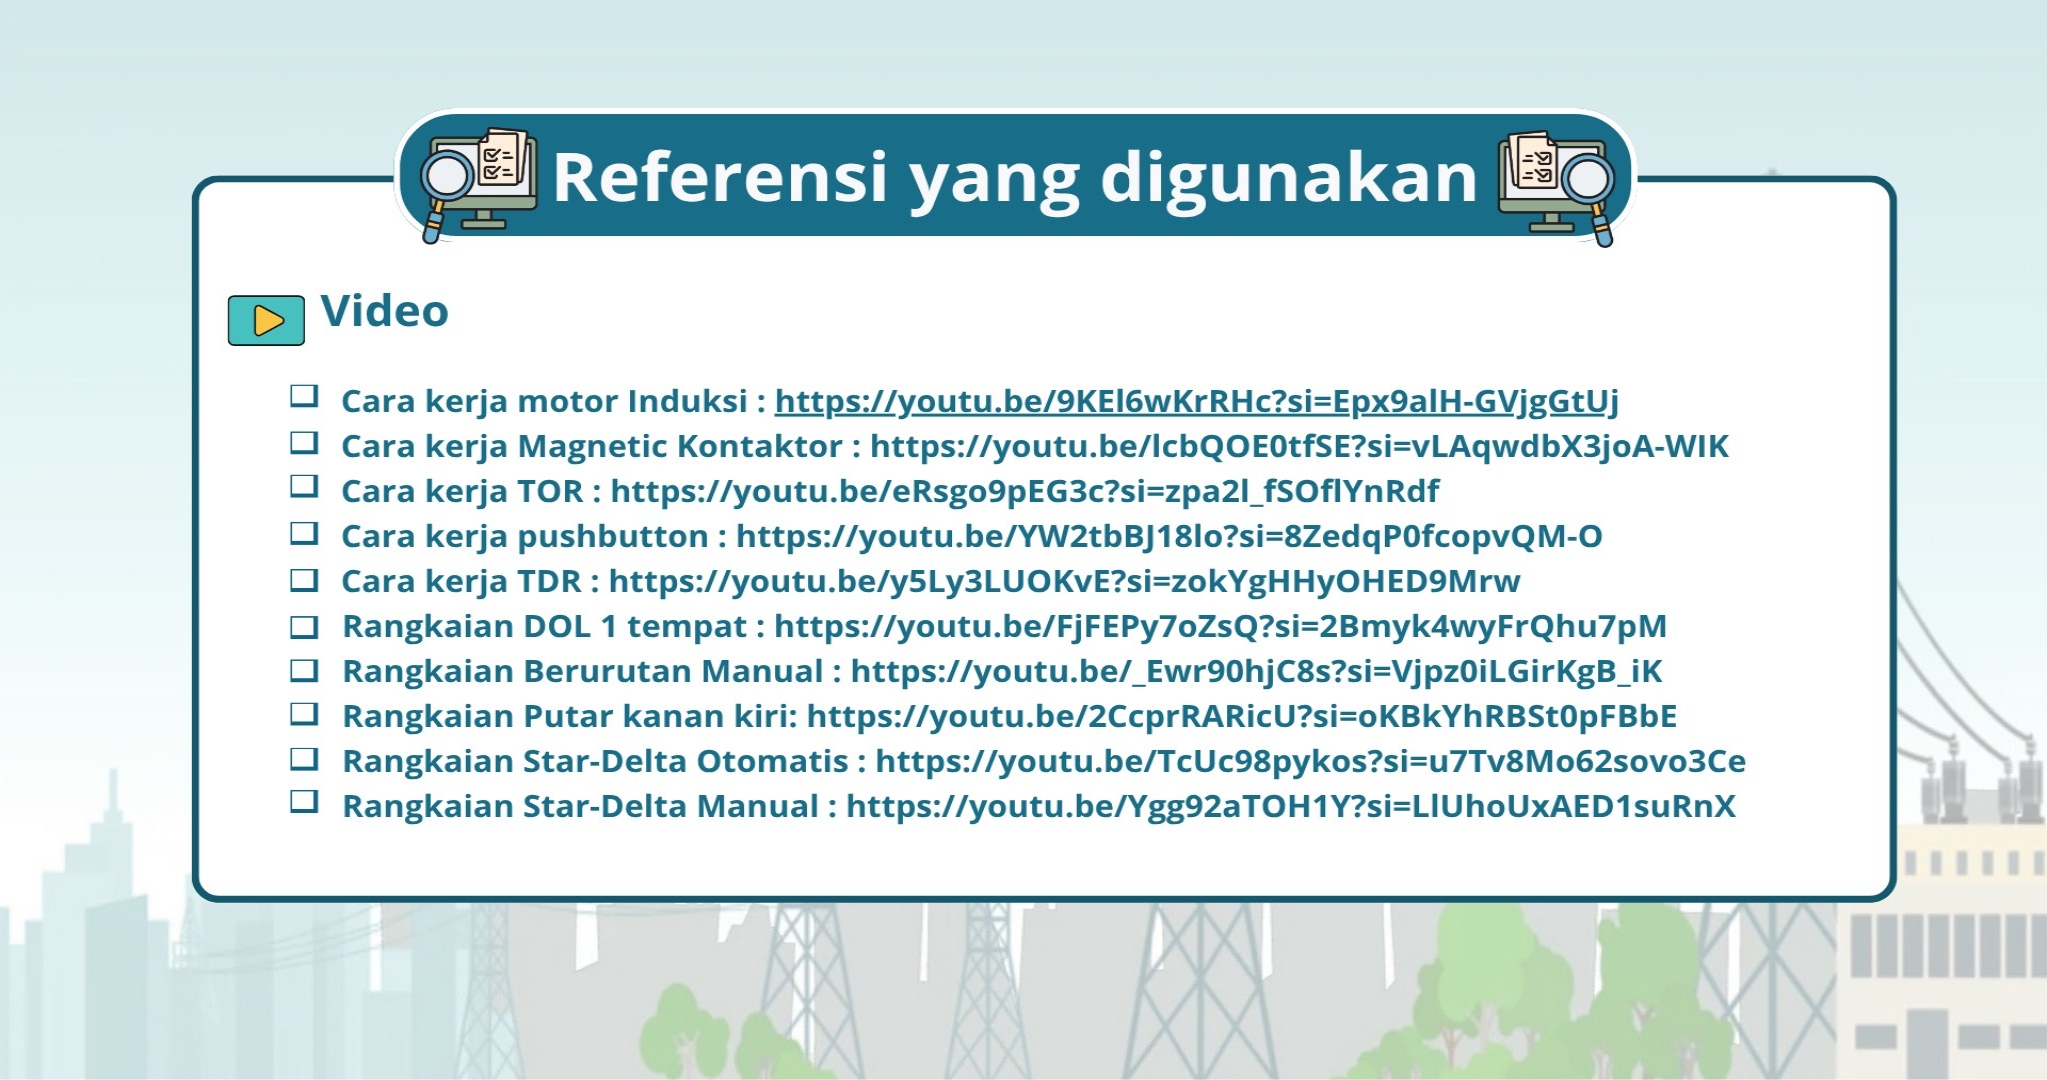 Referensi yang digunakan
Video
Cara kerja motor Induksi : https://youtu.be/9KEl6wKrRHc?si=Epx9alH-GVjgGtUj
Cara kerja Magnetic Kontaktor : https://youtu.be/lcbQOE0tfSE?si=vLAqwdbX3joA-WIK
Cara kerja TOR : https://youtu.be/eRsgo9pEG3c?si=zpa2l_fSOflYnRdf
Cara kerja pushbutton : https://youtu.be/YW2tbBJ18lo?si=8ZedqP0fcopvQM-O
Cara kerja TDR : https://youtu.be/y5Ly3LUOKvE?si=zokYgHHyOHED9Mrw
Rangkaian DOL 1 tempat : https://youtu.be/FjFEPy7oZsQ?si=2Bmyk4wyFrQhu7pM
Rangkaian Berurutan Manual : https://youtu.be/_Ewr90hjC8s?si=Vjpz0iLGirKgB_iK
Rangkaian Putar kanan kiri: https://youtu.be/2CcprRARicU?si=oKBkYhRBSt0pFBbE
Rangkaian Star-Delta Otomatis : https://youtu.be/TcUc98pykos?si=u7Tv8Mo62sovo3Ce
Rangkaian Star-Delta Manual : https://youtu.be/Ygg92aTOH1Y?si=LlUhoUxAED1suRnX